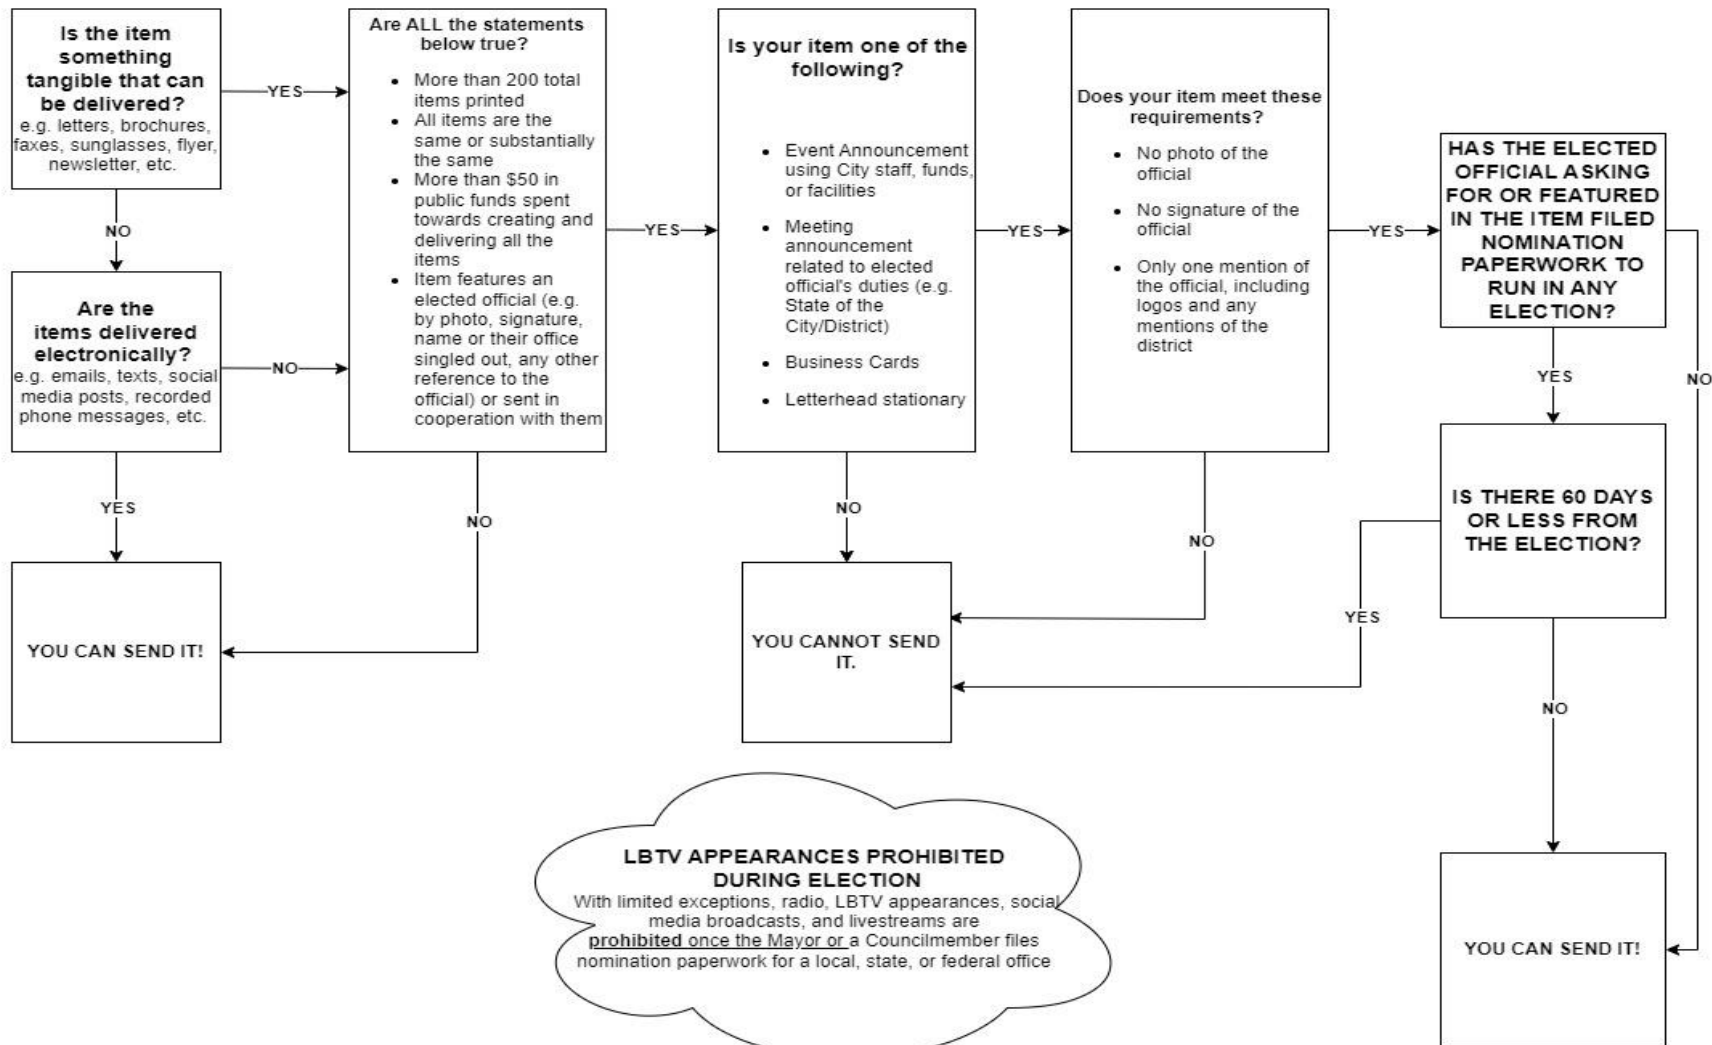 Is the item
something
tangible that can
be delivered?
e.g. letters, brochures,
faxes, sunglasses, flyer,
newsletter, etc.
YES
NO
Are the
items delivered
electronically?
e.g. emails, texts, social
media posts, recorded
phone messages, etc.
NO
YES
YOU CAN SEND IT!
Are ALL the statements
below true?
• More than 200 total
items printed
• All items are the
same or substantially
the same
• More than $50 in
public funds spent
towards creating and
delivering all the
items
• Item features an
elected official (e.g.
by photo, signature,
name or their office
singled out, any other
reference to the
official) or sent in
cooperation with them
YES
NO
Is your item one of the
following?
• Event Announcement
using City staff, funds,
or facilities
• Meeting
announcement
related to elected
official's duties (e.g.
State of the
City/District)
• Business Cards
• Letterhead stationary
YES
NO
YOU CANNOT SEND
IT.
Does your item meet these
requirements?
• No photo of the
official
• No signature of the
official
• Only one mention of
the official, including
logos and any
mentions of the
district
YES
NO
HAS THE ELECTED
OFFICIAL ASKING
FOR OR FEATURED
IN THE ITEM FILED
NOMINATION
PAPERWORK TO
RUN IN ANY
ELECTION?
YES
NO
IS THERE 60 DAYS
OR LESS FROM
THE ELECTION?
YES
NO
YOU CAN SEND IT!
LBTV APPEARANCES PROHIBITED
DURING ELECTION
With limited exceptions, radio, LBTV appearances, social
media broadcasts, and livestreams are
prohibited once the Mayor or a Councilmember files
nomination paperwork for a local, state, or federal office